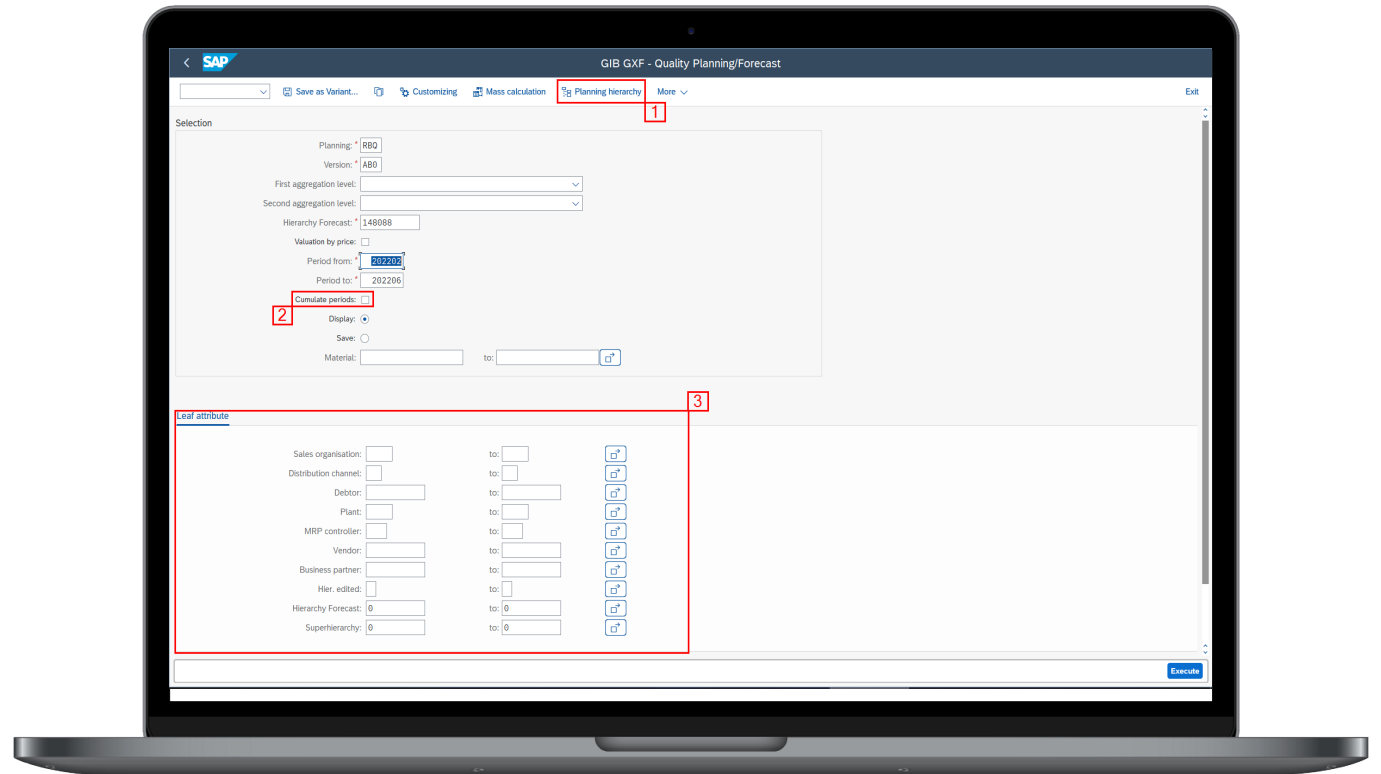 SAP GIB GXF - Quality Planning/Forecast
Save as Variant... Customizing Mass calculation Planning hierarchy More Exit
1
Selection
Planning: * RBQ
Version: * AB0
First aggregation level:
Second aggregation level:
Hierarchy Forecast: * 148088
Valuation by price:
Period from: * 202202
Period to: * 202206
Cumulate periods:
2
Display:
Save:
Material: to:
3
Leaf attribute
Sales organisation: to:
Distribution channel: to:
Debtor: to:
Plant: to:
MRP controller: to:
Vendor: to:
Business partner: to:
Hier. edited: to:
Hierarchy Forecast: 0 to: 0
Superhierarchy: 0 to: 0
Execute